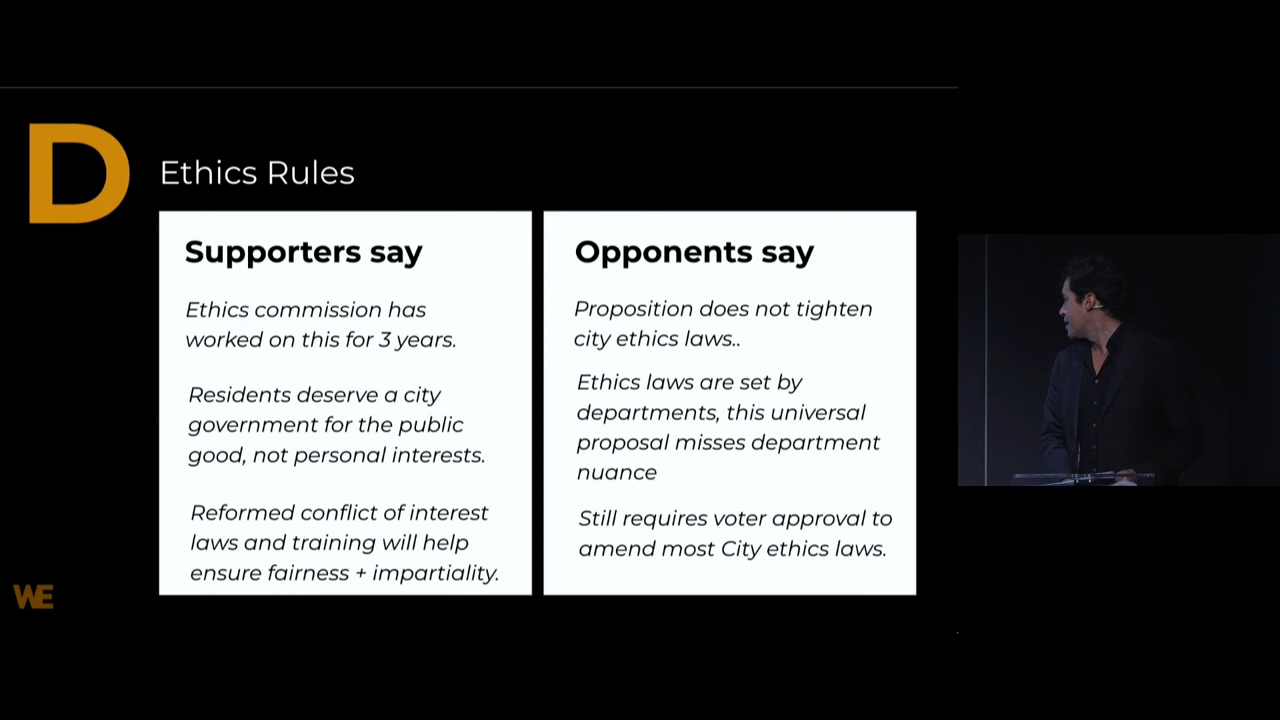 D
Ethics Rules
Supporters say
Ethics commission has
worked on this for 3 years.
Residents deserve a city
government for the public
good, not personal interests.
Reformed conflict of interest
laws and training will help
ensure fairness + impartiality.
Opponents say
Proposition does not tighten
city ethics laws..
Ethics laws are set by
departments, this universal
proposal misses department
nuance
Still requires voter approval to
amend most City ethics laws.
WE